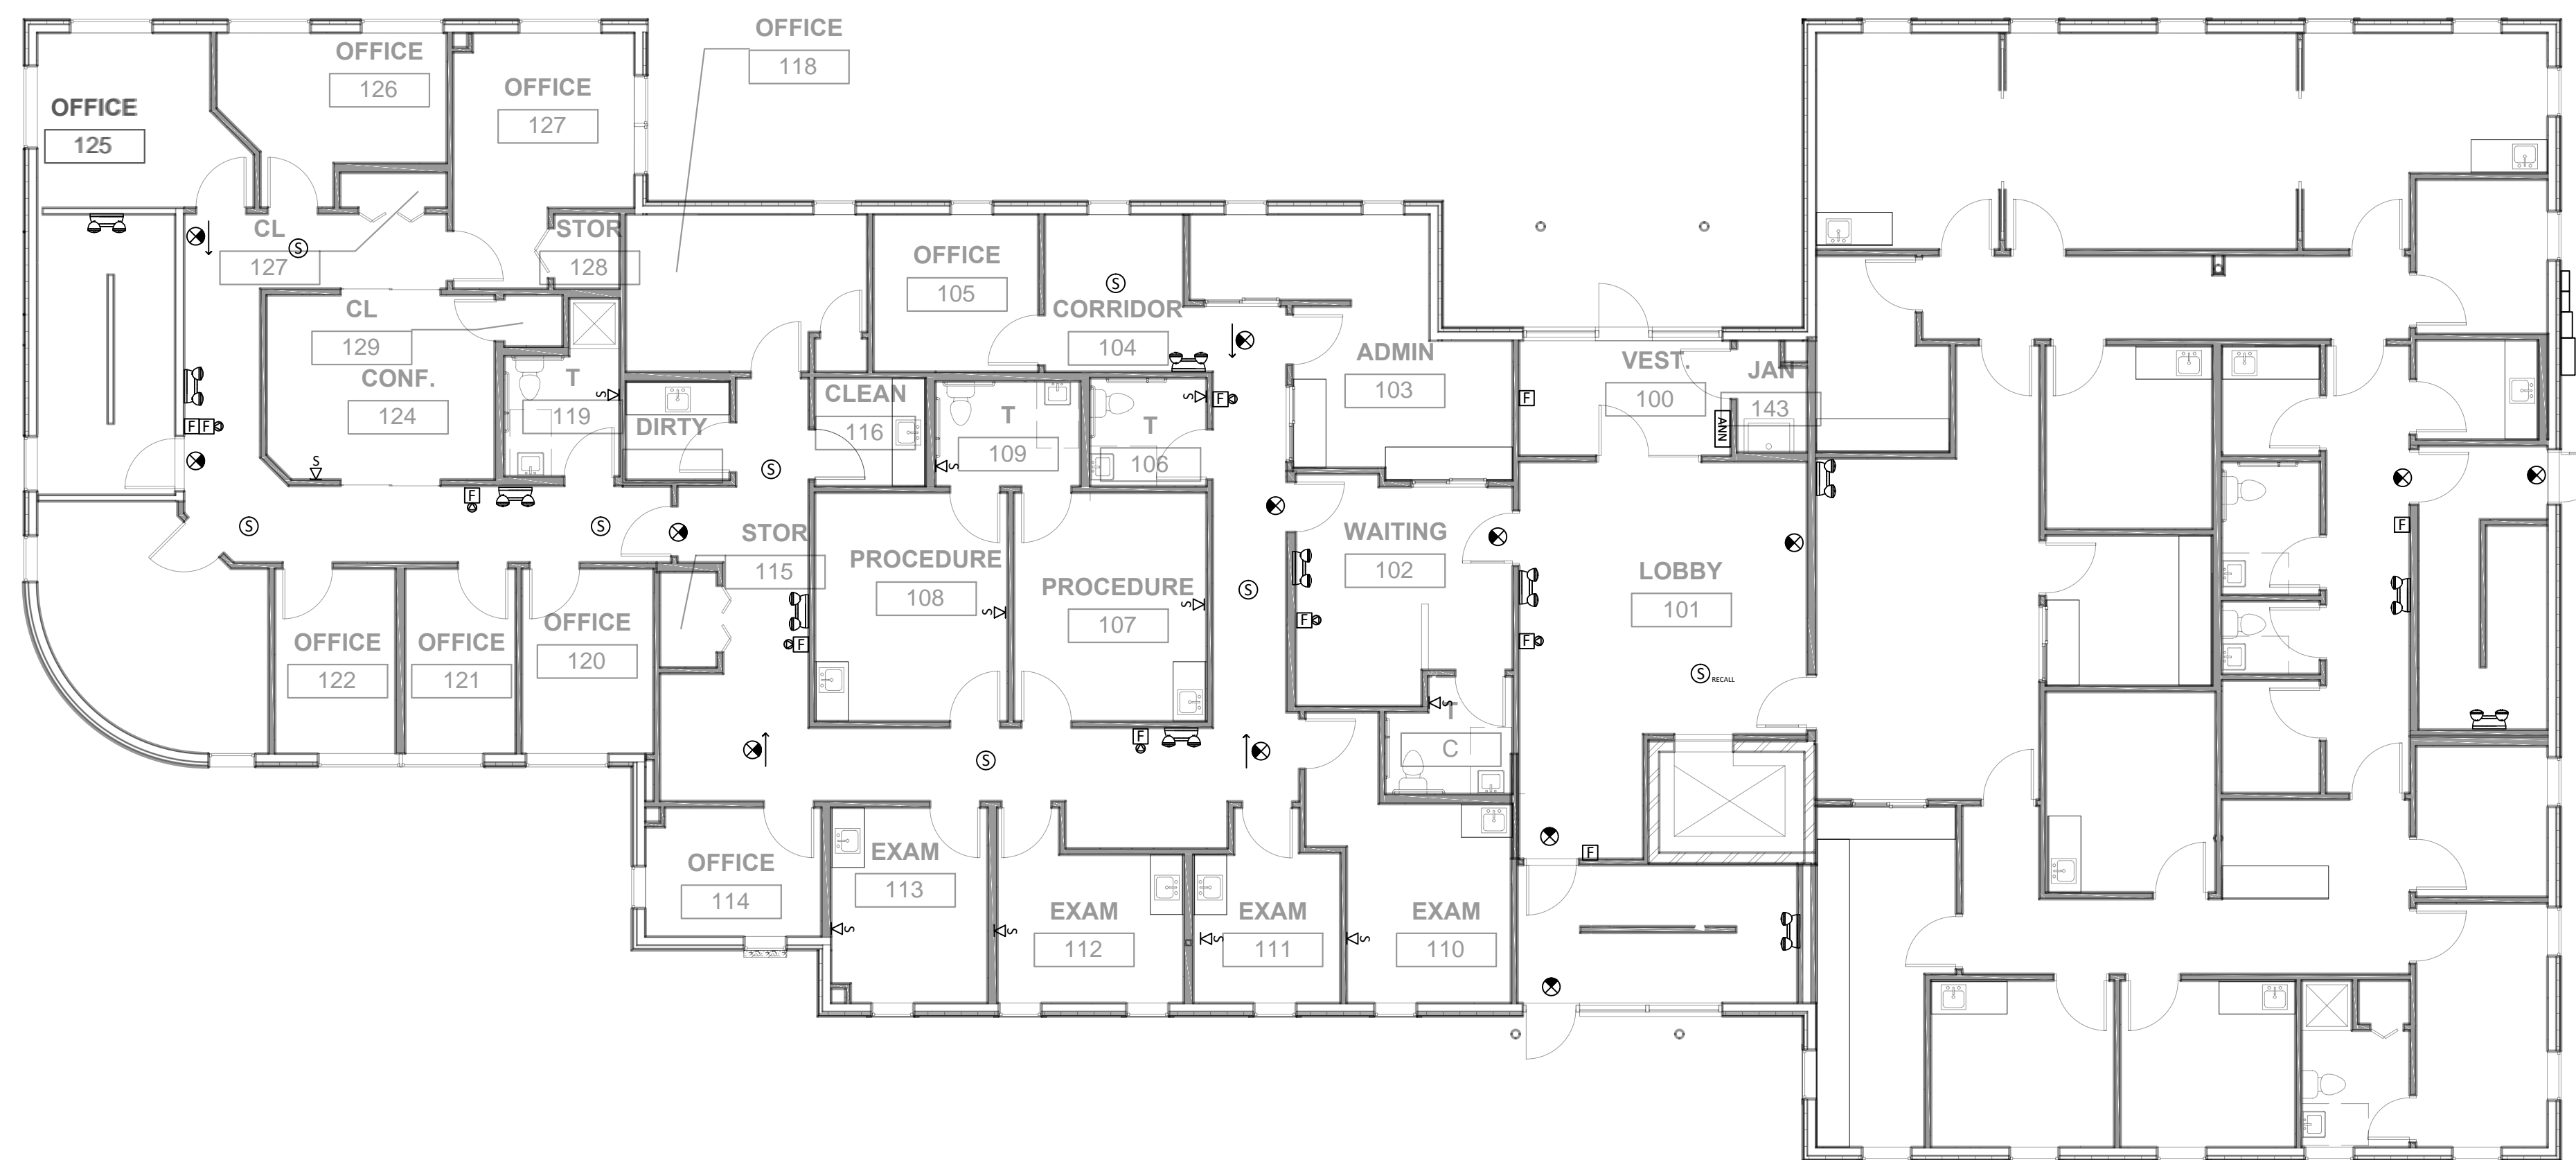 OFFICE
118
OFFICE
126
OFFICE
127
OFFICE
125
CL
127
S
STOR
128
OFFICE
105
S
CORRIDOR
104
CL
129
CONF.
124
T
119
S
DIRTY
CLEAN
116
T
109
S
T
106
S
F
ADMIN
103
F
VEST.
100
ANN
JAN
143
F F
S
F
S
S
S
STOR
115
PROCEDURE
108
S
PROCEDURE
107
S
S
WAITING
102
F
F
LOBBY
101
S RECALL
F
OFFICE
122
OFFICE
121
OFFICE
120
F
T
S
C
F
S
OFFICE
114
EXAM
113
S
EXAM
112
S
EXAM
111
S
EXAM
110
S
F